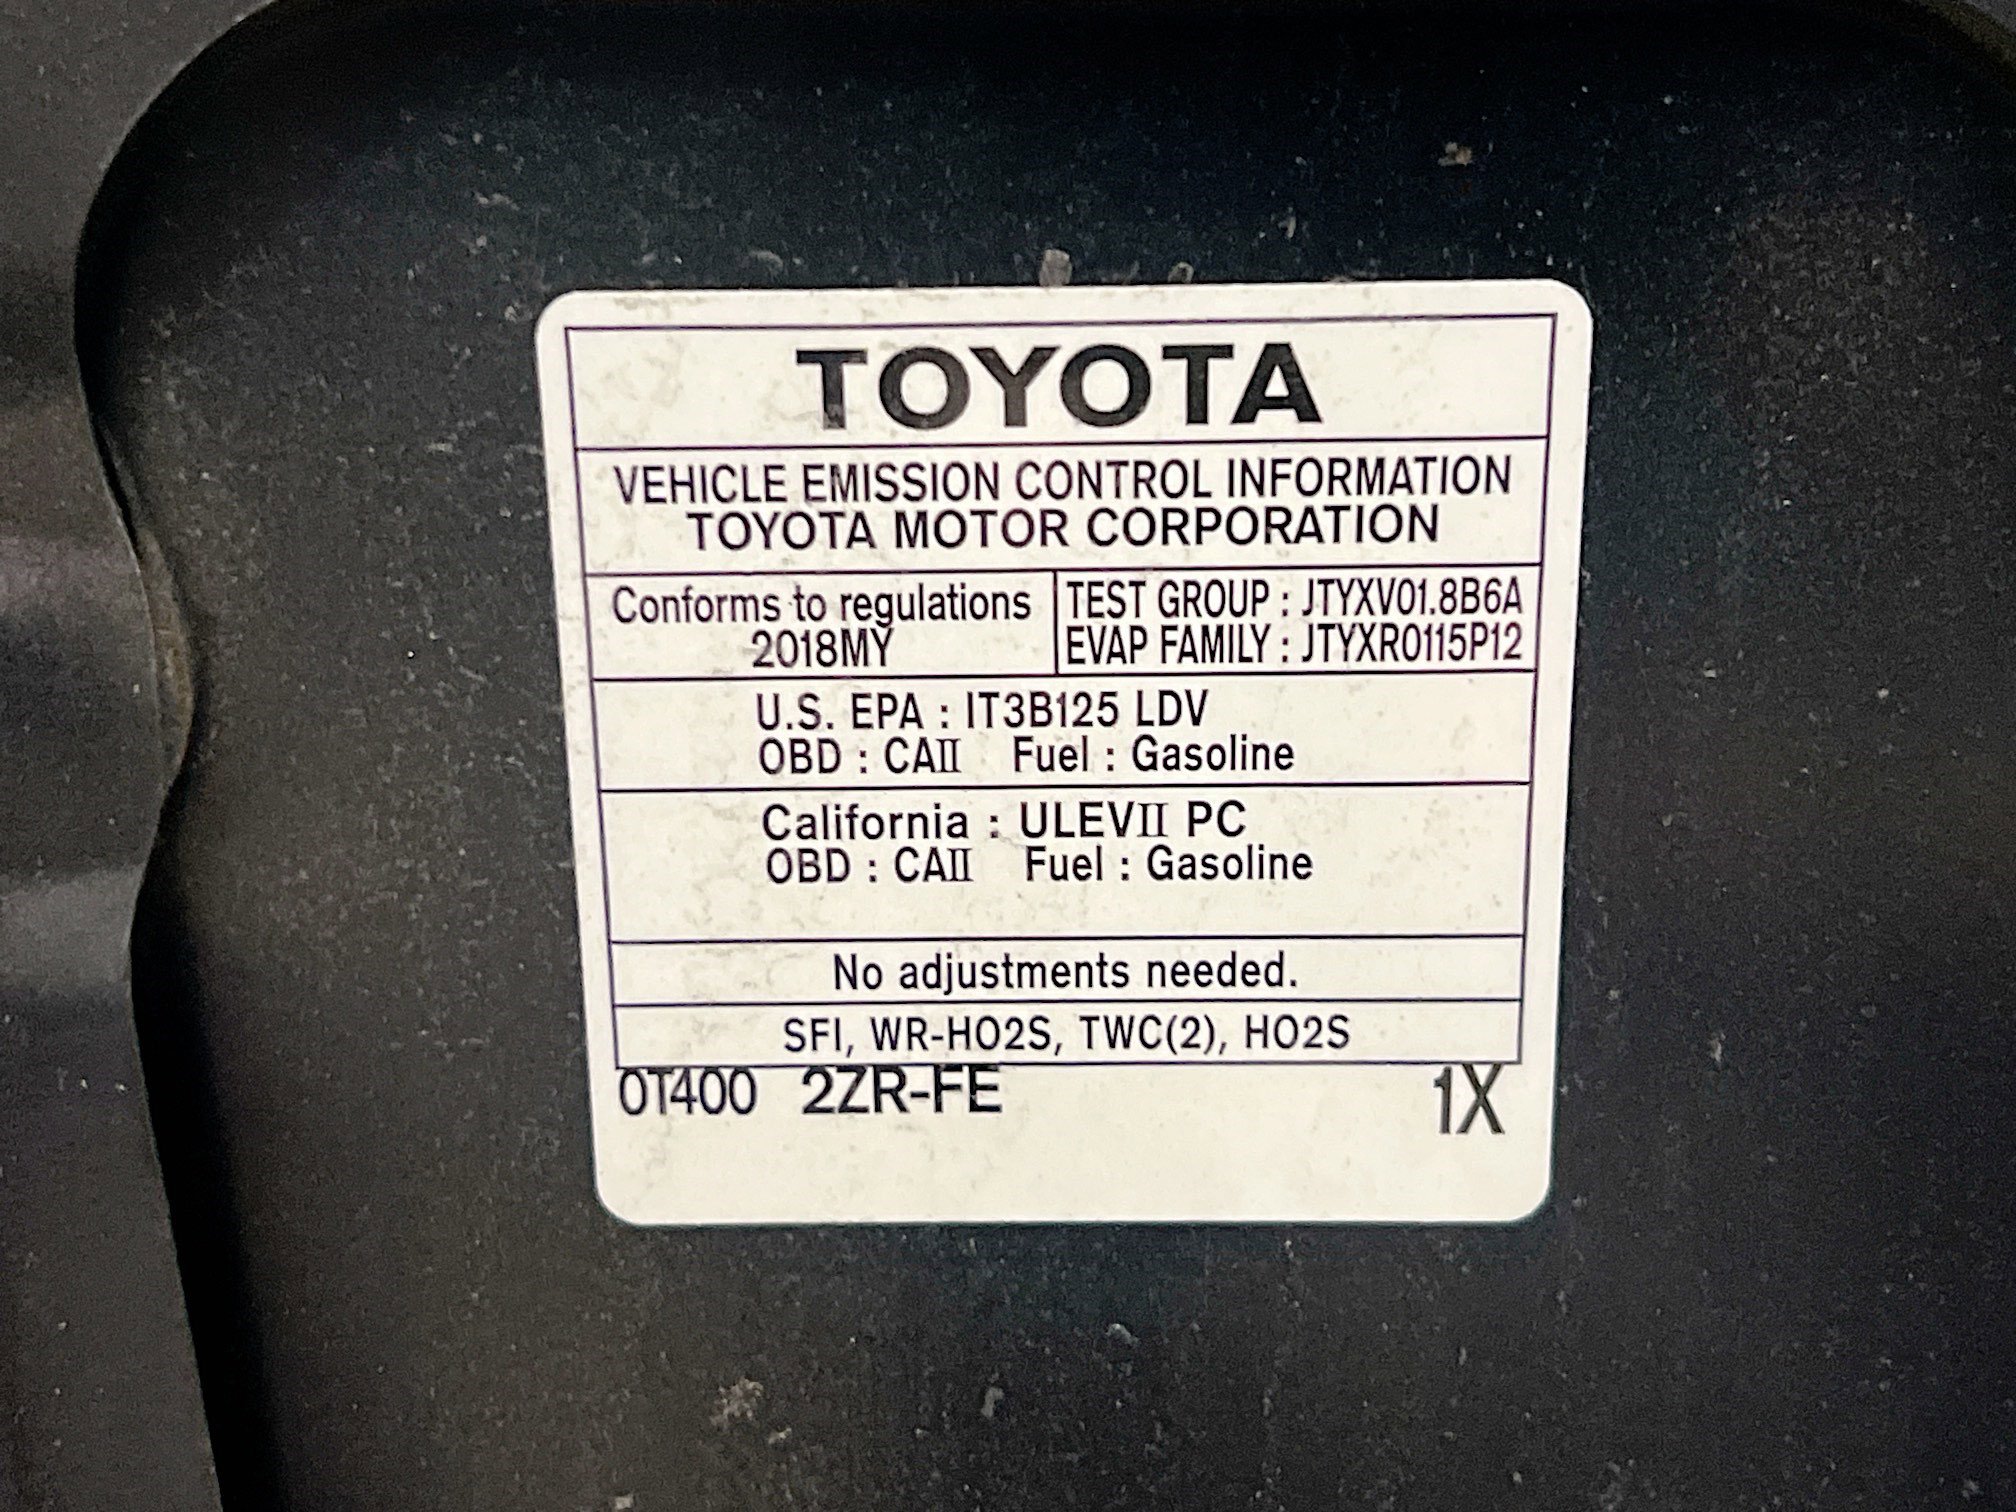 TOYOTA
VEHICLE EMISSION CONTROL INFORMATION
TOYOTA MOTOR CORPORATION
Conforms to regulations
2018MY
TEST GROUP : JTYXV01.8B6A
EVAP FAMILY : JTYXR0115P12
U.S. EPA : IT3B125 LDV
OBD : CAII Fuel : Gasoline
California : ULEVII PC
OBD : CAII Fuel : Gasoline
No adjustments needed.
SFI, WR-HO2S, TWC(2), HO2S
0T400 2ZR-FE 1X